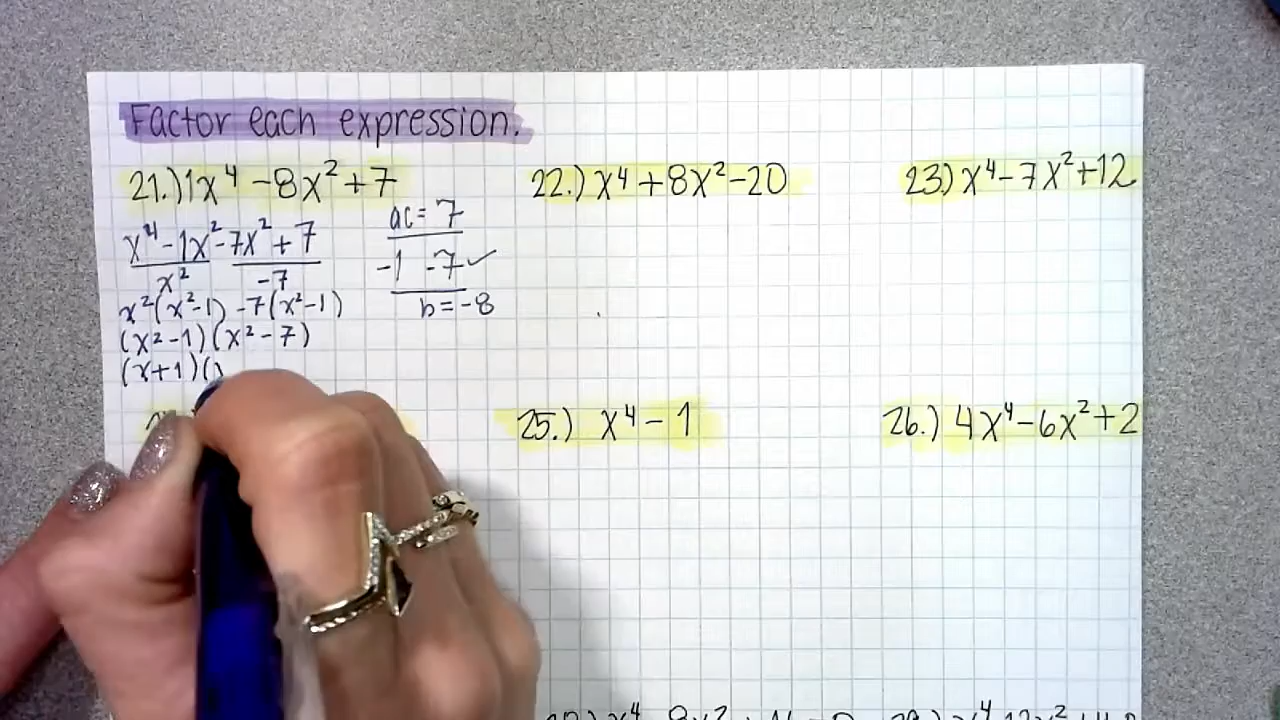 Factor each expression.
21.) 1x⁴ - 8x² + 7
x⁴ - 1x² - 7x² + 7
x² -7
x²(x²-1) -7(x²-1)
(x²-1)(x²-7)
(x+1)(
ac = 7
-1 -7 ✓
b = -8
22.) x⁴ + 8x² - 20
23.) x⁴ - 7x² + 12
25.) x⁴ - 1
26.) 4x⁴ - 6x² + 2